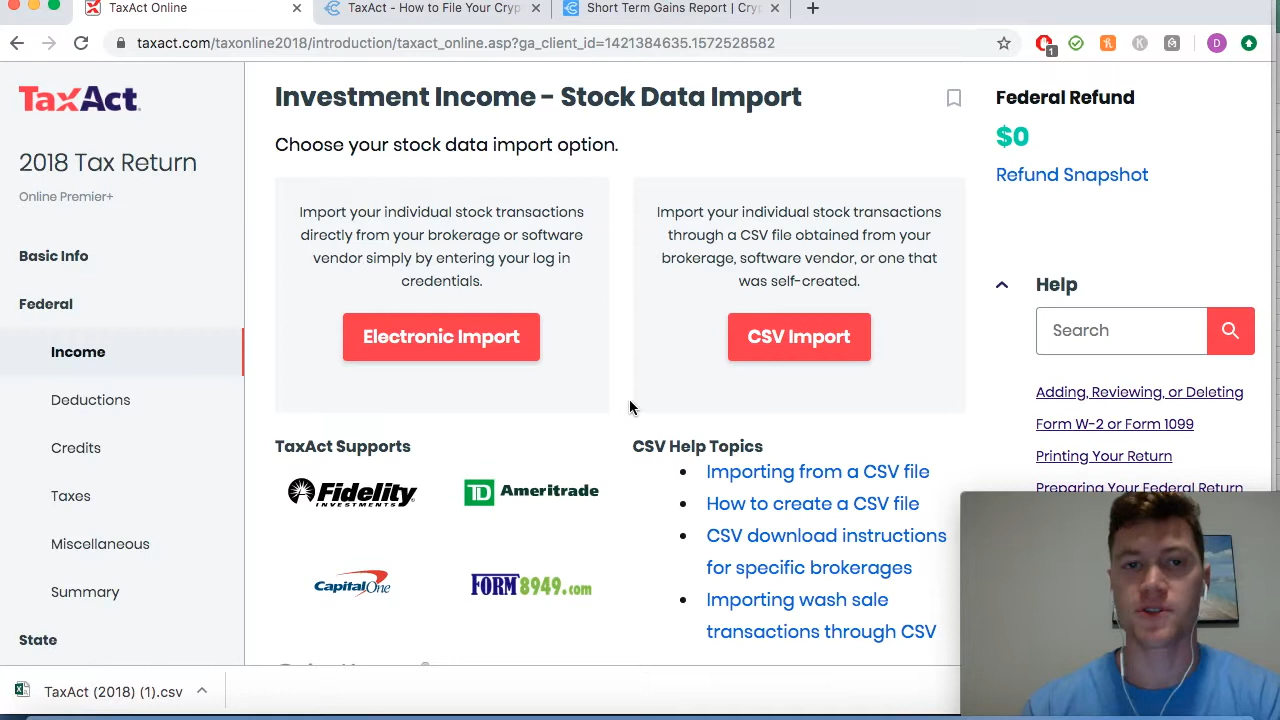 TaxAct Online
TaxAct - How to File Your Cryp
Short Term Gains Report | Cryp
taxact.com/taxonline2018/introduction/taxact_online.asp?ga_client_id=1421384635.1572528582
1
K
D
TaxAct.
2018 Tax Return
Online Premier+
Basic Info
Federal
Income
Deductions
Credits
Taxes
Miscellaneous
Summary
State
Investment Income - Stock Data Import
Choose your stock data import option.
Import your individual stock transactions
directly from your brokerage or software
vendor simply by entering your log in
credentials.
Electronic Import
Import your individual stock transactions
through a CSV file obtained from your
brokerage, software vendor, or one that
was self-created.
CSV Import
TaxAct Supports
Fidelity
INVESTMENTS
TD Ameritrade
Capital One
FORM8949.com
CSV Help Topics
Importing from a CSV file
How to create a CSV file
CSV download instructions
for specific brokerages
Importing wash sale
transactions through CSV
Federal Refund
$0
Refund Snapshot
Help
Search
Adding, Reviewing, or Deleting
Form W-2 or Form 1099
Printing Your Return
Preparing Your Federal Return
TaxAct (2018) (1).csv